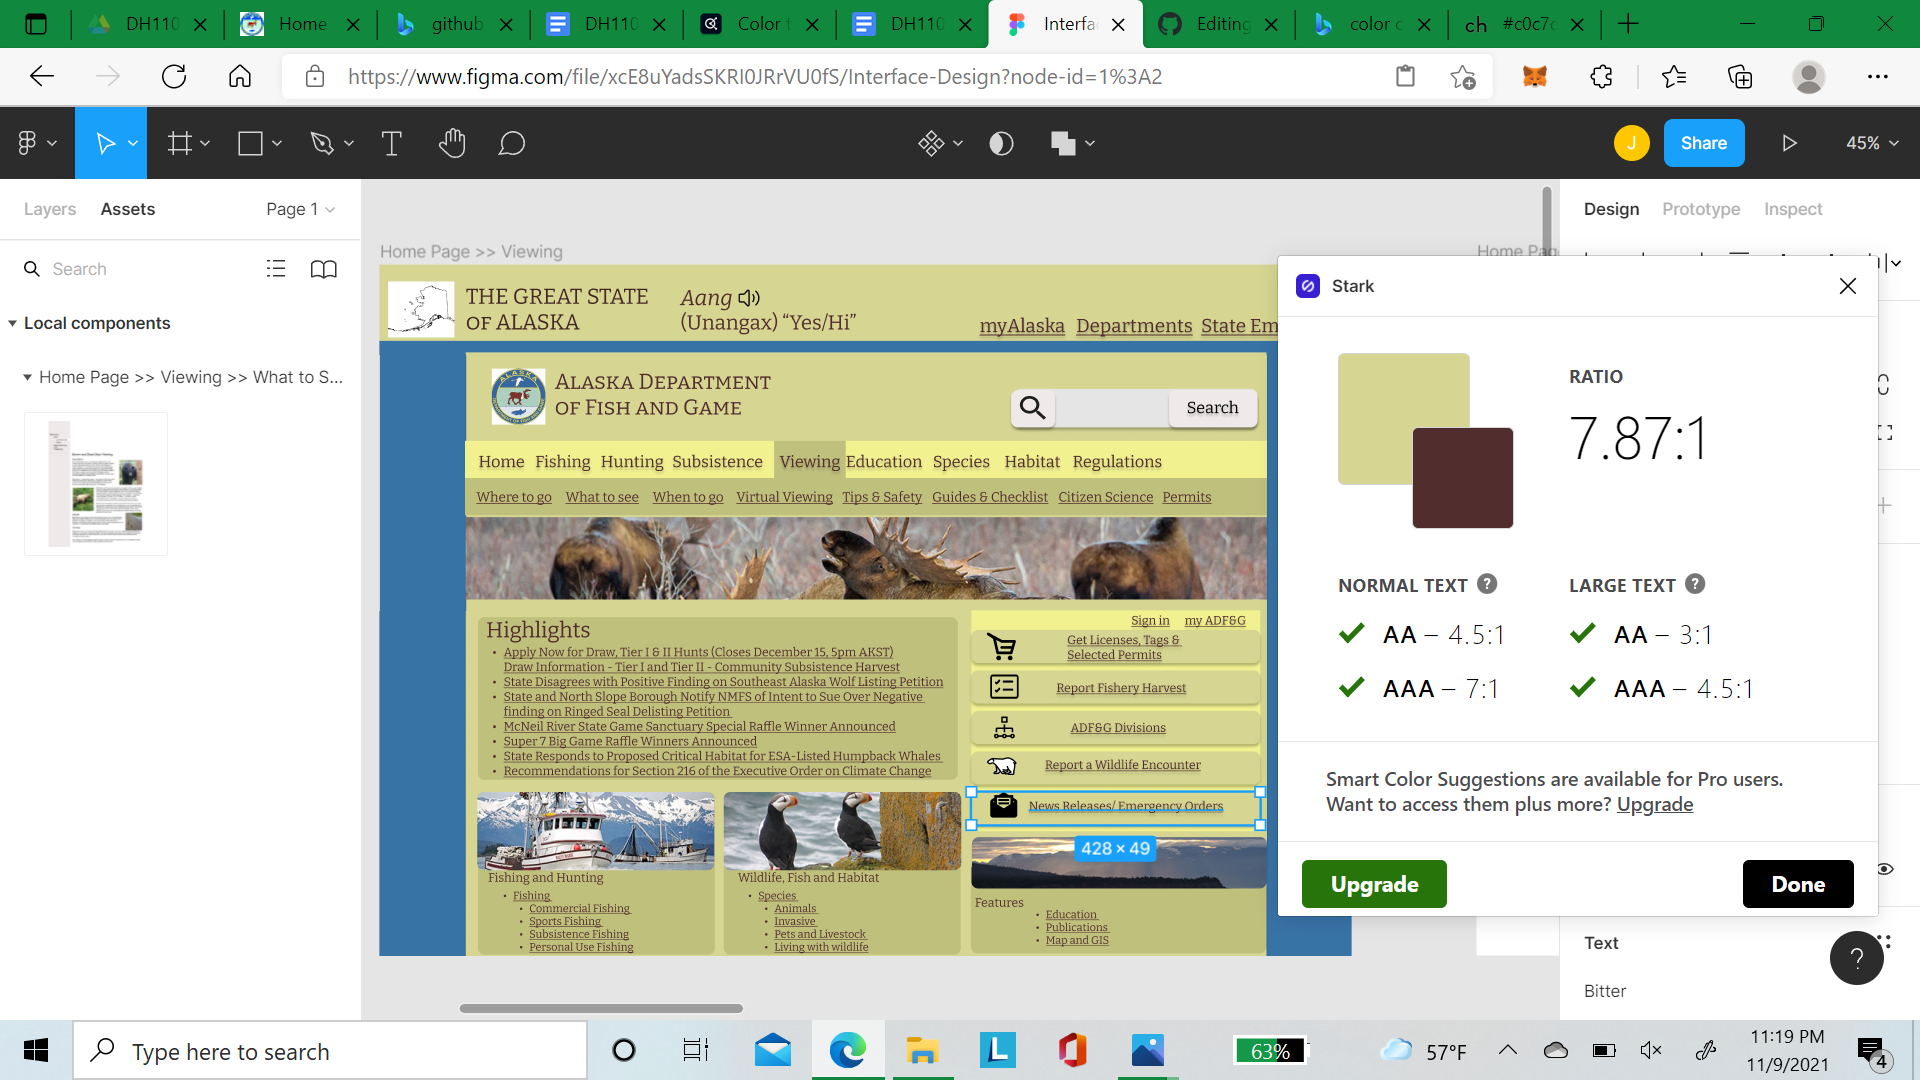 DH110
Home
github
DH110
Color t
DH110
Interfa
Editing
color c
ch #c0c7c
https://www.figma.com/file/xcE8uYadsSKRl0JRrVU0fS/Interface-Design?node-id=1%3A2
J
Share
45%
Layers
Assets
Page 1
Search
Local components
Home Page >> Viewing >> What to S...
Home Page >> Viewing
Home Pag
THE GREAT STATE
OF ALASKA
Aang
(Unangax) “Yes/Hi”
myAlaska Departments State Em
ALASKA DEPARTMENT
OF FISH AND GAME
Search
Home Fishing Hunting Subsistence Viewing Education Species Habitat Regulations
Where to go What to see When to go Virtual Viewing Tips & Safety Guides & Checklist Citizen Science Permits
Highlights
• Apply Now for Draw, Tier I & II Hunts (Closes December 15, 5pm AKST)
Draw Information - Tier I and Tier II - Community Subsistence Harvest
• State Disagrees with Positive Finding on Southeast Alaska Wolf Listing Petition
• State and North Slope Borough Notify NMFS of Intent to Sue Over Negative
finding on Ringed Seal Delisting Petition
• McNeil River State Game Sanctuary Special Raffle Winner Announced
• Super 7 Big Game Raffle Winners Announced
• State Responds to Proposed Critical Habitat for ESA-Listed Humpback Whales
• Recommendations for Section 216 of the Executive Order on Climate Change
Sign in my ADF&G
Get Licenses, Tags &
Selected Permits
Report Fishery Harvest
ADF&G Divisions
Report a Wildlife Encounter
News Releases/ Emergency Orders
428 × 49
Fishing and Hunting
• Fishing
• Commercial Fishing
• Sports Fishing
• Subsistence Fishing
• Personal Use Fishing
Wildlife, Fish and Habitat
• Species
• Animals
• Invasive
• Pets and Livestock
• Living with wildlife
Features
• Education
• Publications
• Map and GIS
Design
Prototype
Inspect
Stark
RATIO
7.87:1
NORMAL TEXT ?
LARGE TEXT ?
AA – 4.5:1
AA – 3:1
AAA – 7:1
AAA – 4.5:1
Smart Color Suggestions are available for Pro users.
Want to access them plus more? Upgrade
Upgrade
Done
Text
Bitter
?
Type here to search
63%
57°F
11:19 PM
11/9/2021
4